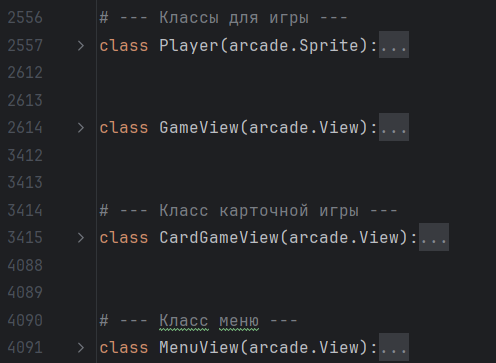 2556 # --- Классы для игры ---
2557 class Player(arcade.Sprite):...
2612
2613
2614 class GameView(arcade.View):...
3412
3413
3414 # --- Класс карточной игры ---
3415 class CardGameView(arcade.View):...
4088
4089
4090 # --- Класс меню ---
4091 class MenuView(arcade.View):...